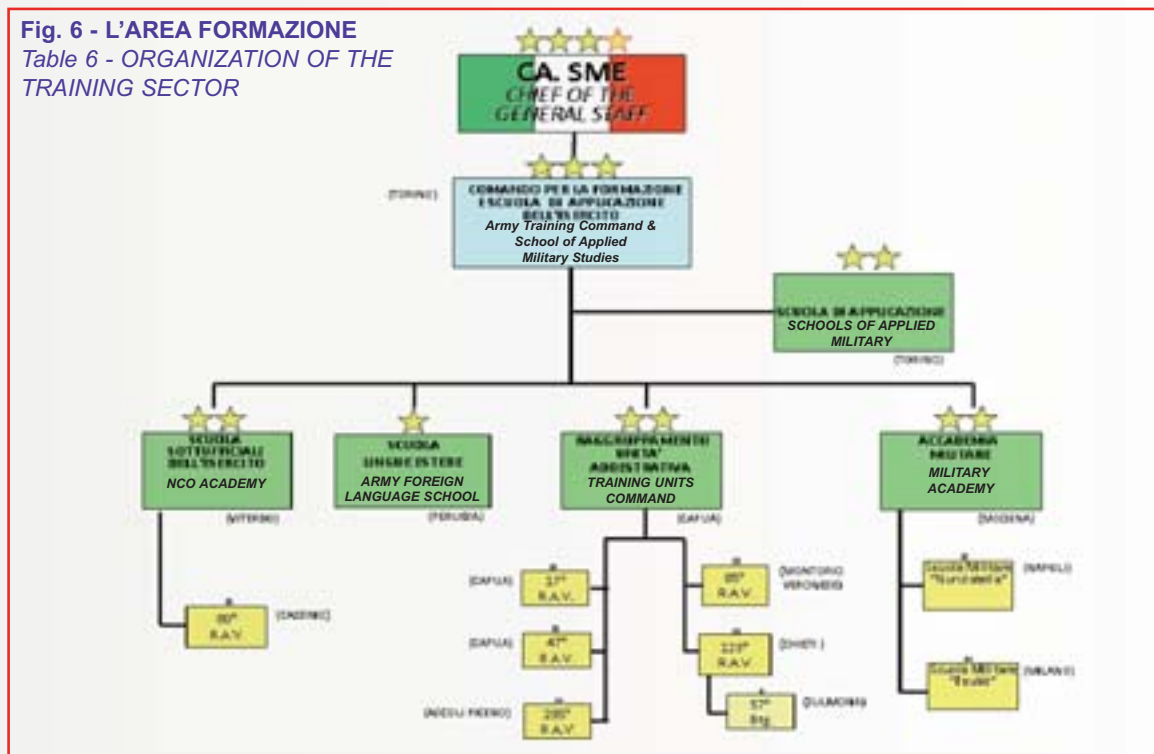 Fig. 6 - L’AREA FORMAZIONE
Table 6 - ORGANIZATION OF THE
TRAINING SECTOR
CA. SME
CHIEF OF THE
GENERAL STAFF
(TORINO)
COMANDO PER LA FORMAZIONE
E SCUOLA DI APPLICAZIONE
DELL'ESERCITO
Army Training Command &
School of Applied
Military Studies
SCUOLA DI APPLICAZIONE
SCHOOLS OF APPLIED
MILITARY
(TORINO)
SCUOLA
SOTTUFFICIALI
DELL'ESERCITO
NCO ACADEMY
(VITERBO)
SCUOLA
LINGUE ESTERE
ARMY FOREIGN
LANGUAGE SCHOOL
(PERUGIA)
RAGGRUPPAMENTO
UNITA'
ADDESTRATIVA
TRAINING UNITS
COMMAND
(CAPUA)
ACCADEMIA
MILITARE
MILITARY
ACADEMY
(MODENA)
80°
R.A.V.
(CASSINO)
(CAPUA)
17°
R.A.V.
(CAPUA)
47°
R.A.V.
(ASCOLI PICENO)
235°
R.A.V.
85°
R.A.V.
(MONTORIO
VERONESE)
123°
R.A.V.
(CHIETI)
57°
Btg.
(SULMONA)
Scuola Militare
"Nunziatella"
(NAPOLI)
Scuola Militare
"Teuliè"
(MILANO)